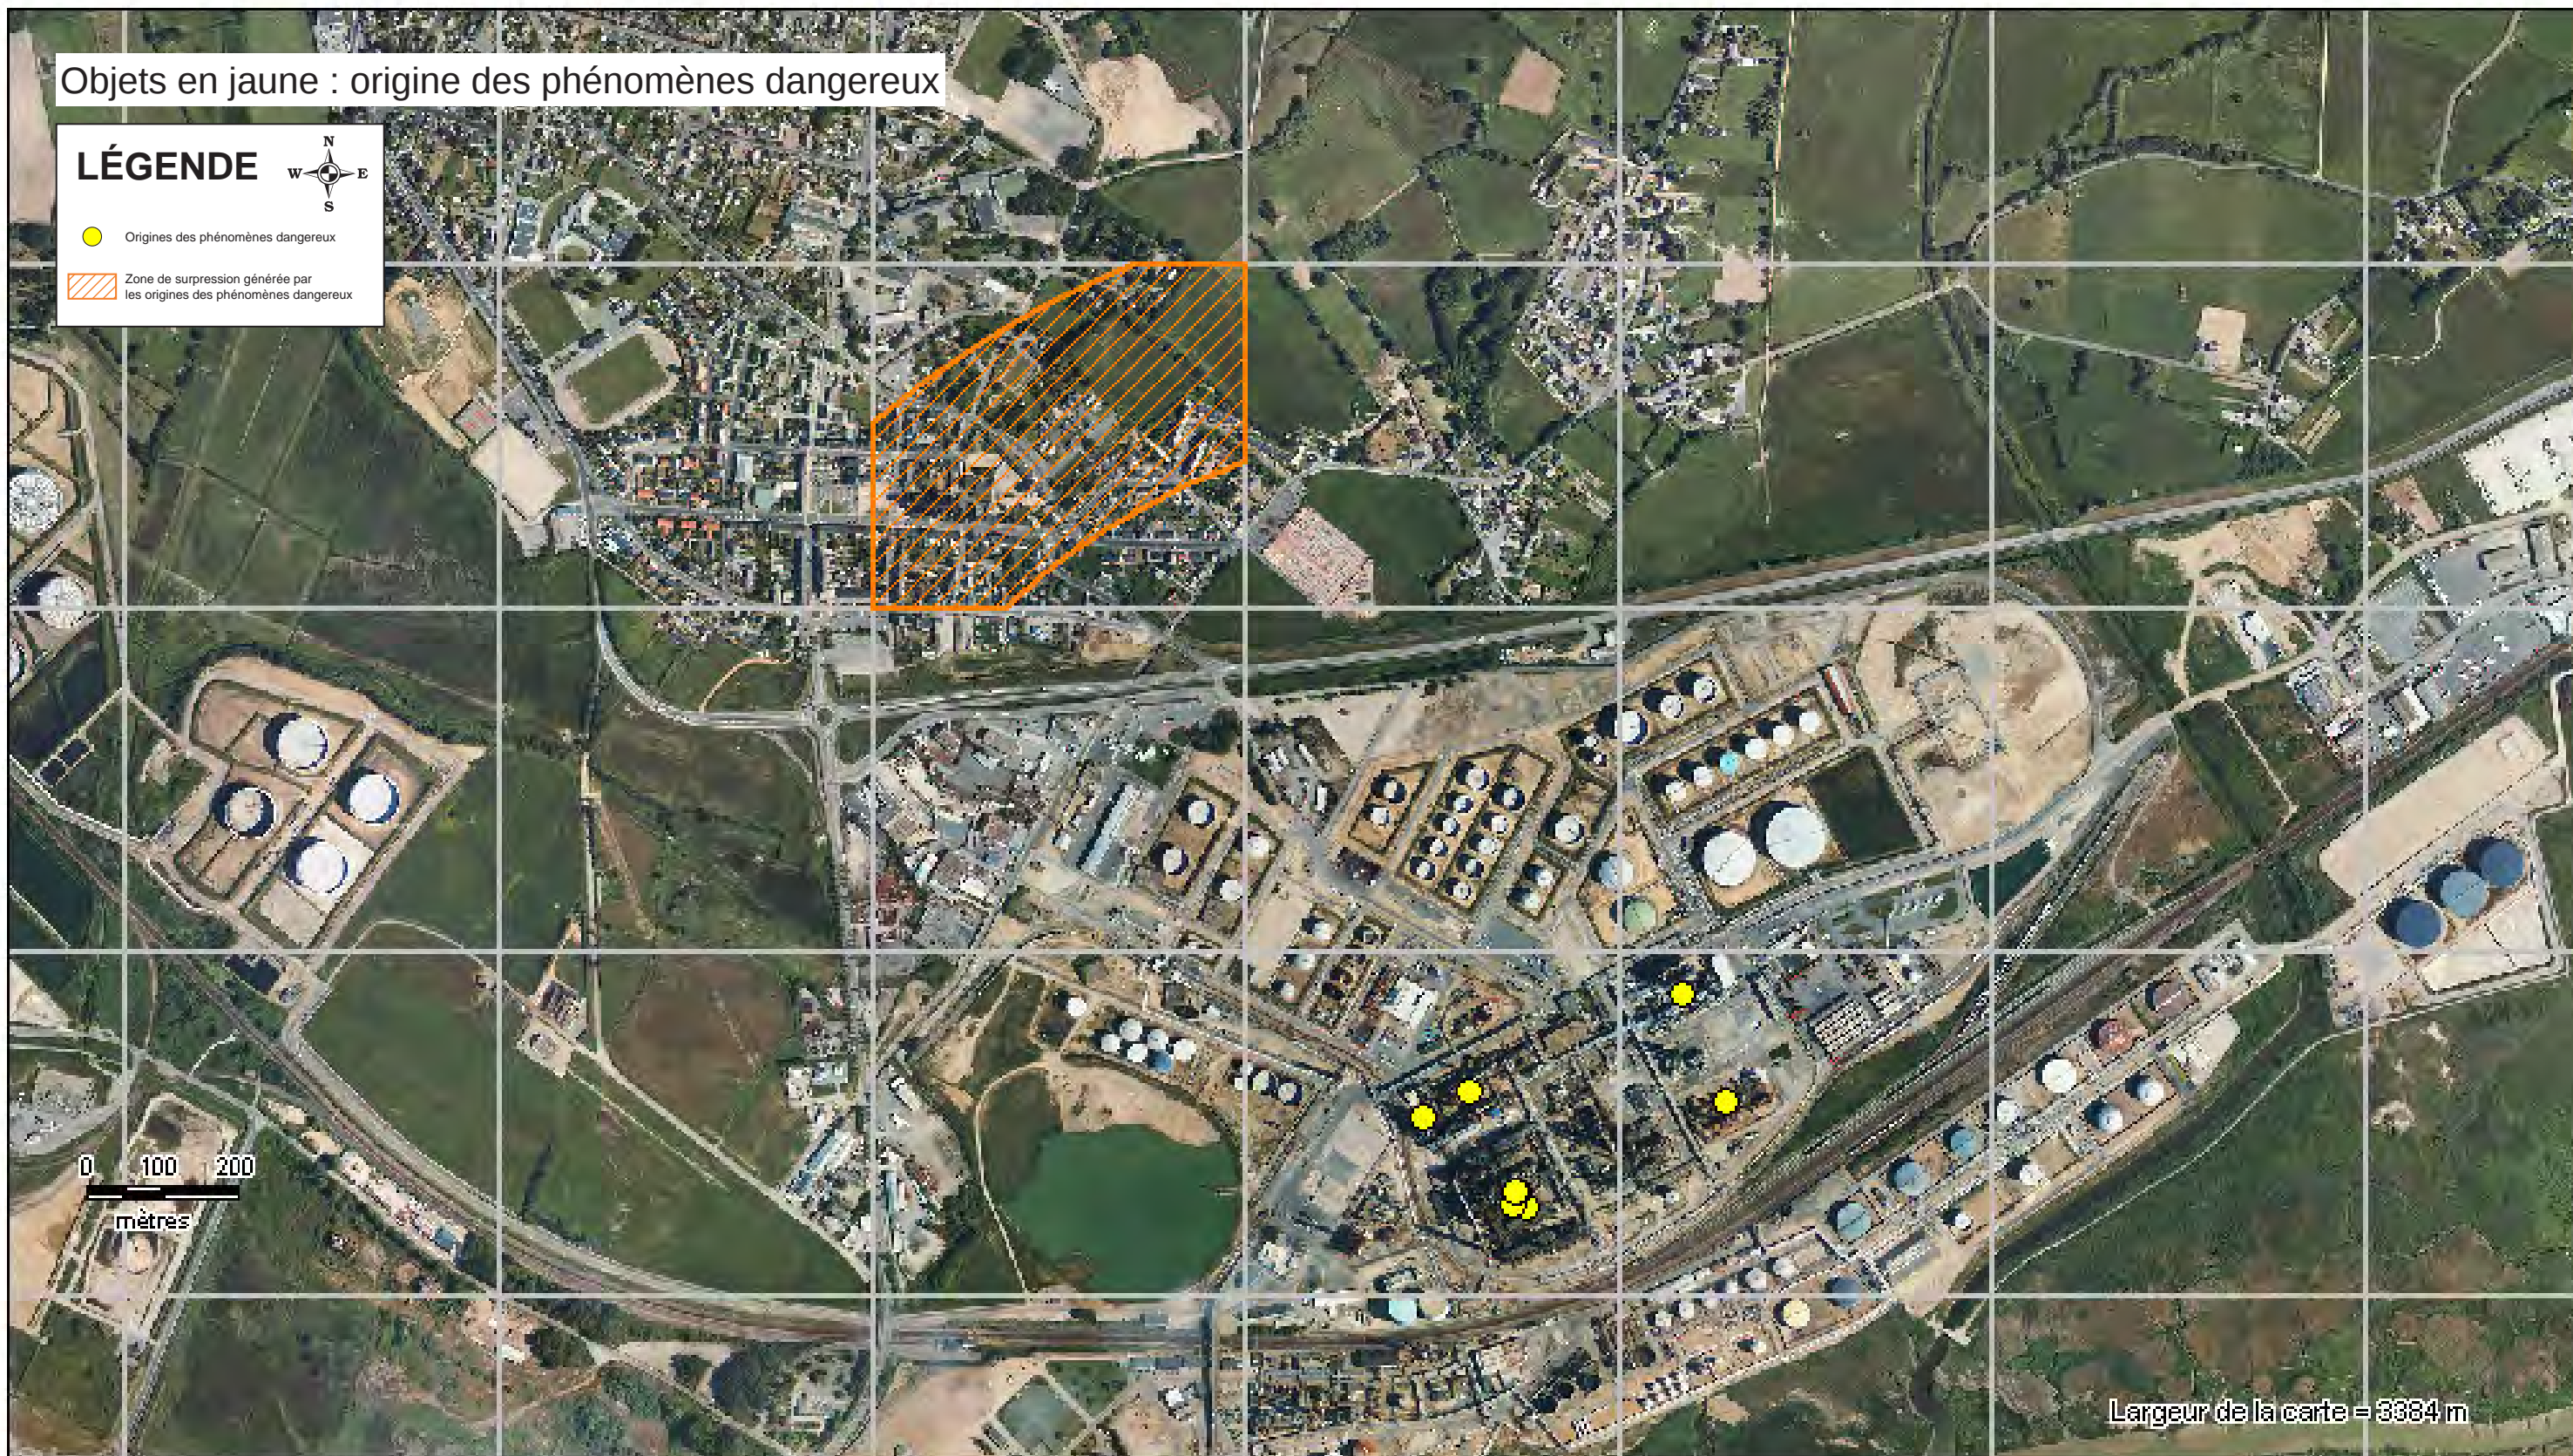 Objets en jaune : origine des phénomènes dangereux
LÉGENDE
N
W E
S
Origines des phénomènes dangereux
Zone de surpression générée par
les origines des phénomènes dangereux
0 100 200
mètres
Largeur de la carte = 3384 m